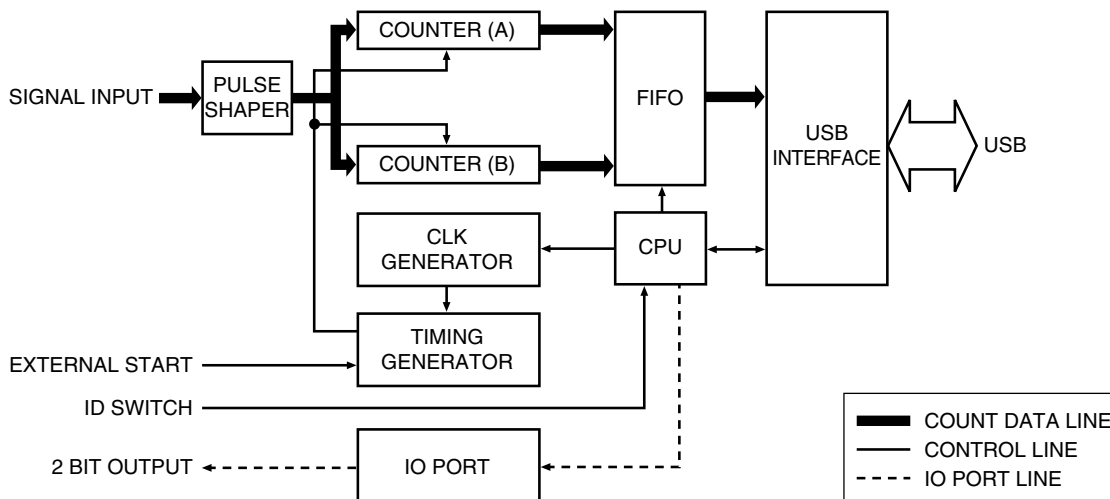 COUNTER (A)
SIGNAL INPUT
PULSE
SHAPER
FIFO
USB
INTERFACE
USB
COUNTER (B)
CLK
GENERATOR
CPU
TIMING
GENERATOR
EXTERNAL START
ID SWITCH
2 BIT OUTPUT
IO PORT
COUNT DATA LINE
CONTROL LINE
IO PORT LINE